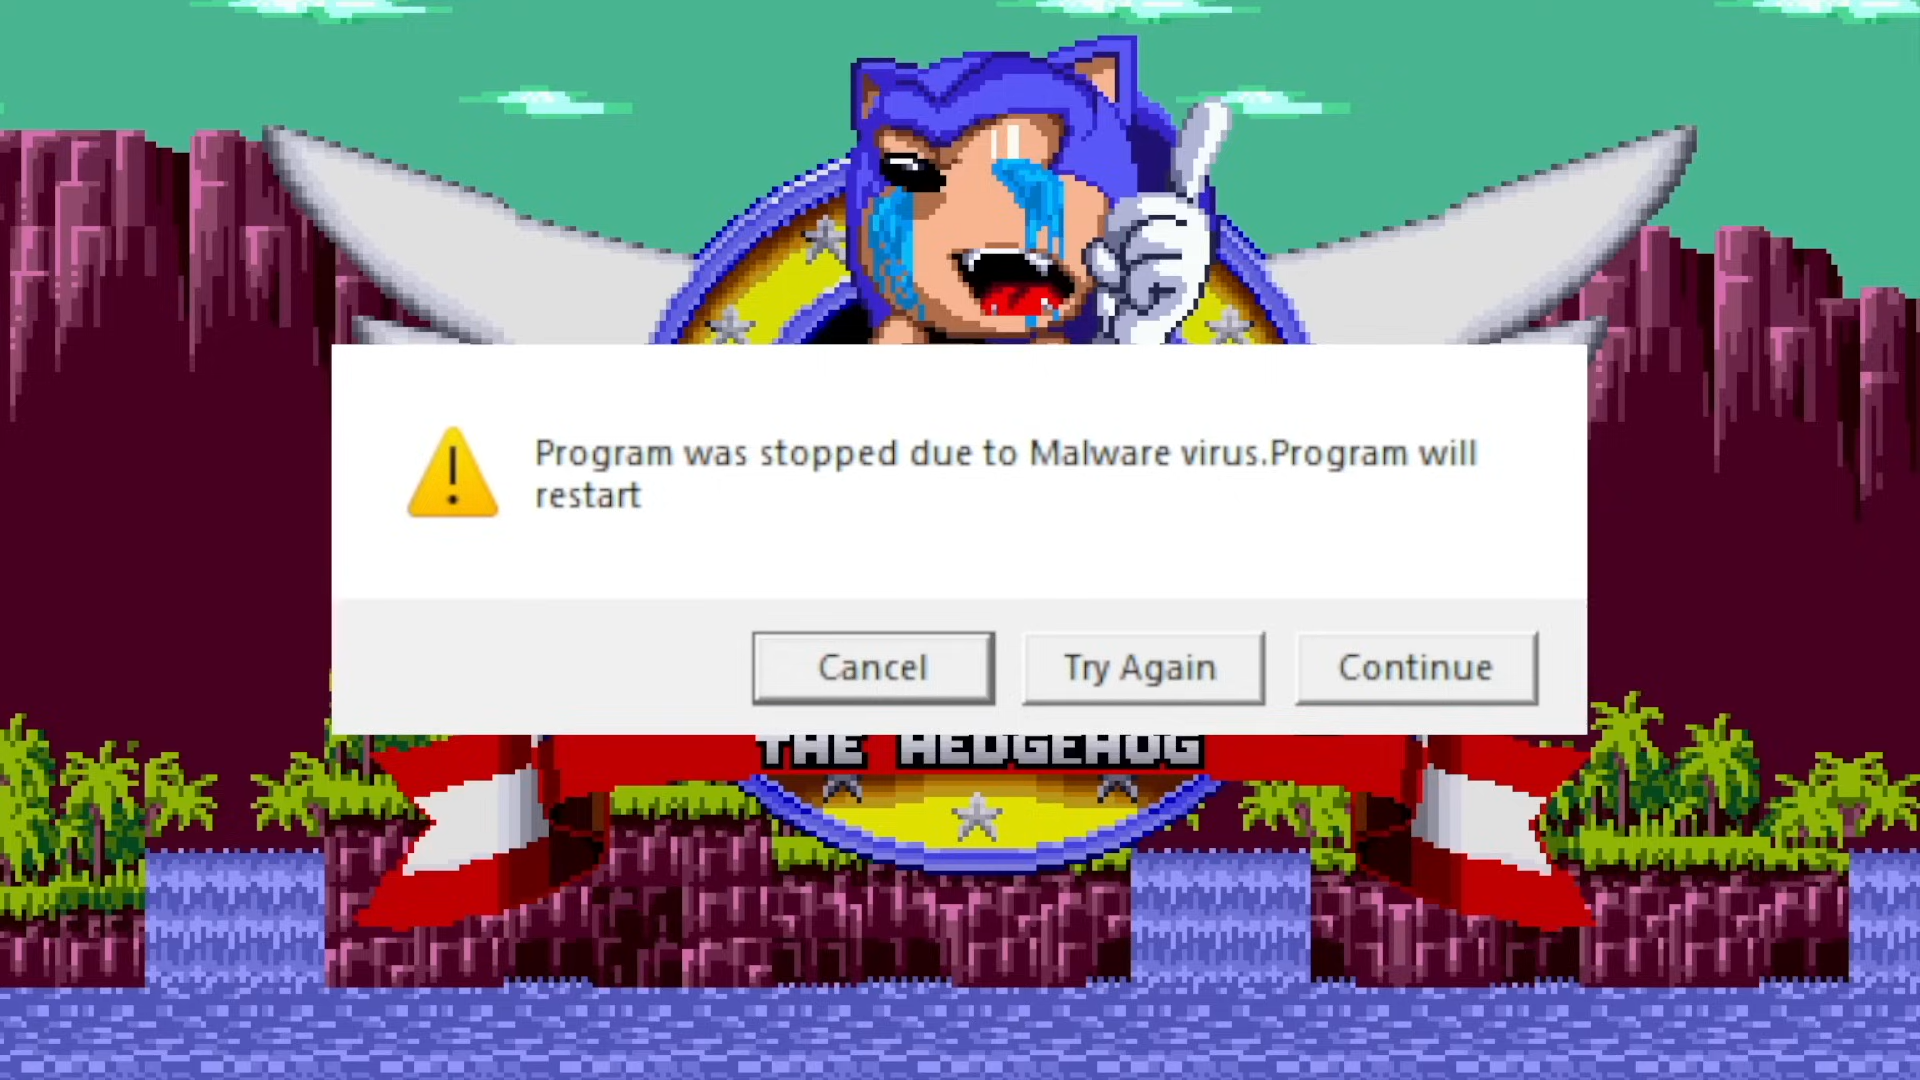 Program was stopped due to Malware virus.Program will
restart
Cancel Try Again Continue
THE HEDGEHOG